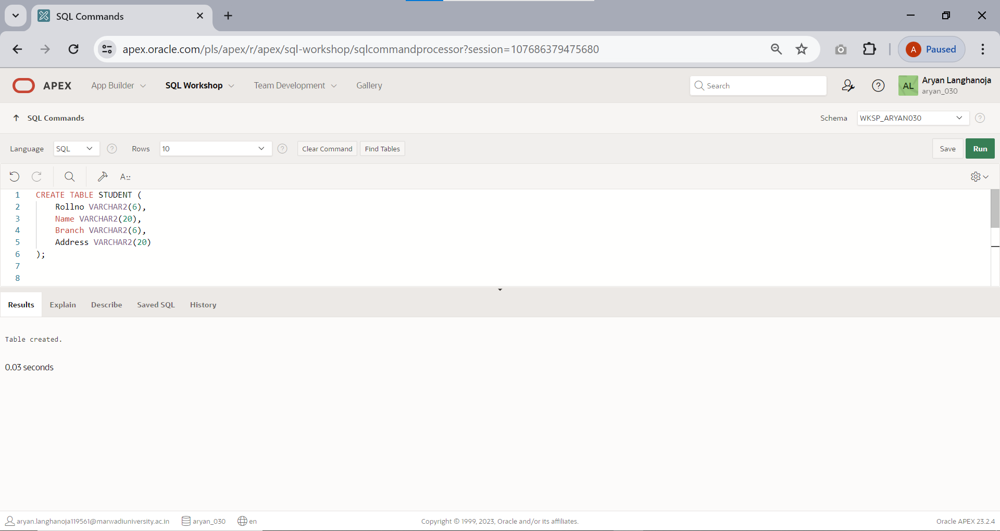 SQL Commands
apex.oracle.com/pls/apex/r/apex/sql-workshop/sqlcommandprocessor?session=107686379475680
A Paused
APEX App Builder SQL Workshop Team Development Gallery Search AL Aryan Langhanoja
aryan_030
SQL Commands Schema WKSP_ARYAN030
Language SQL Rows 10 Clear Command Find Tables Save Run
1 CREATE TABLE STUDENT (
2 Rollno VARCHAR2(6),
3 Name VARCHAR2(20),
4 Branch VARCHAR2(6),
5 Address VARCHAR2(20)
6 );
7
8
Results Explain Describe Saved SQL History
Table created.
0.03 seconds
aryan.langhanoja119561@marwadiuniversity.ac.in aryan_030 en Copyright © 1999, 2023, Oracle and/or its affiliates. Oracle APEX 23.2.4